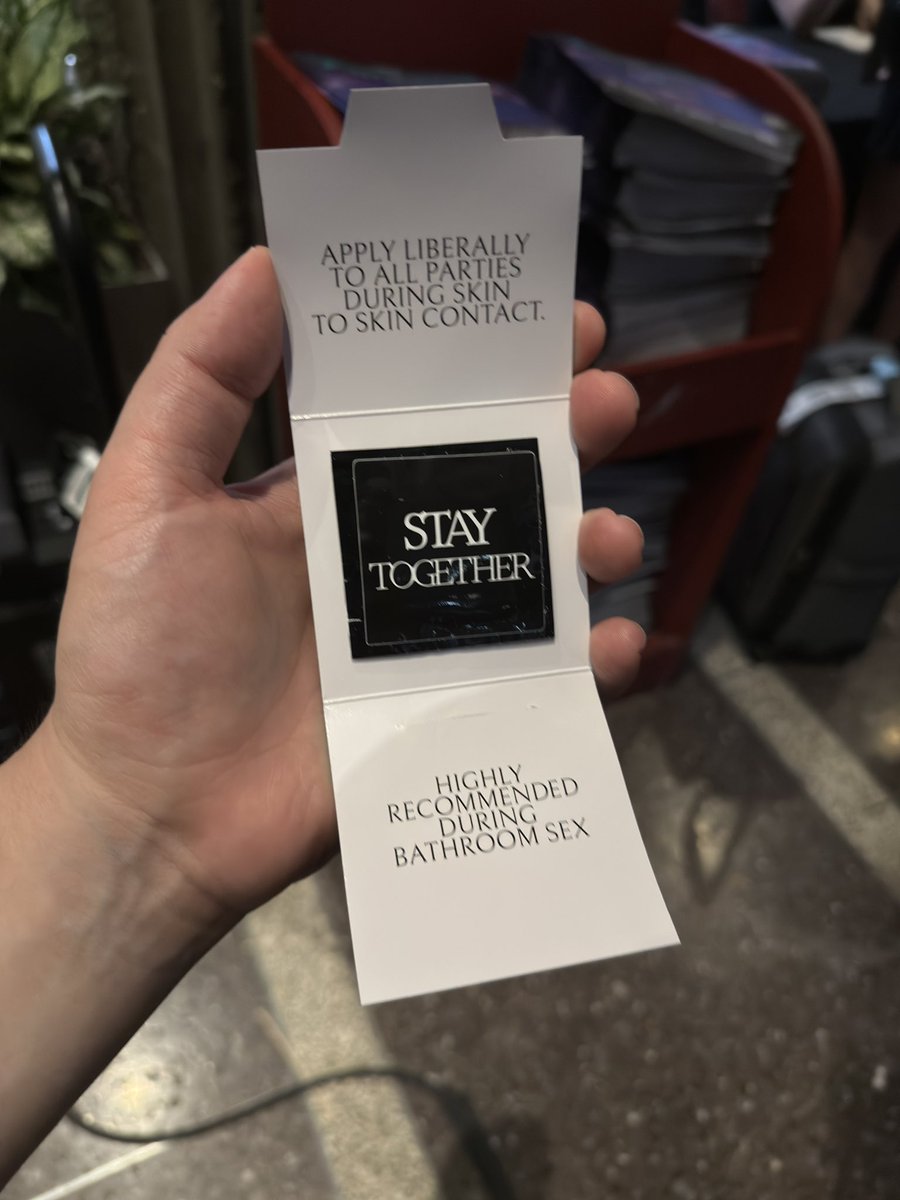 APPLY LIBERALLY
TO ALL PARTIES
DURING SKIN
TO SKIN CONTACT.
STAY
TOGETHER
HIGHLY
RECOMMENDED
DURING
BATHROOM SEX